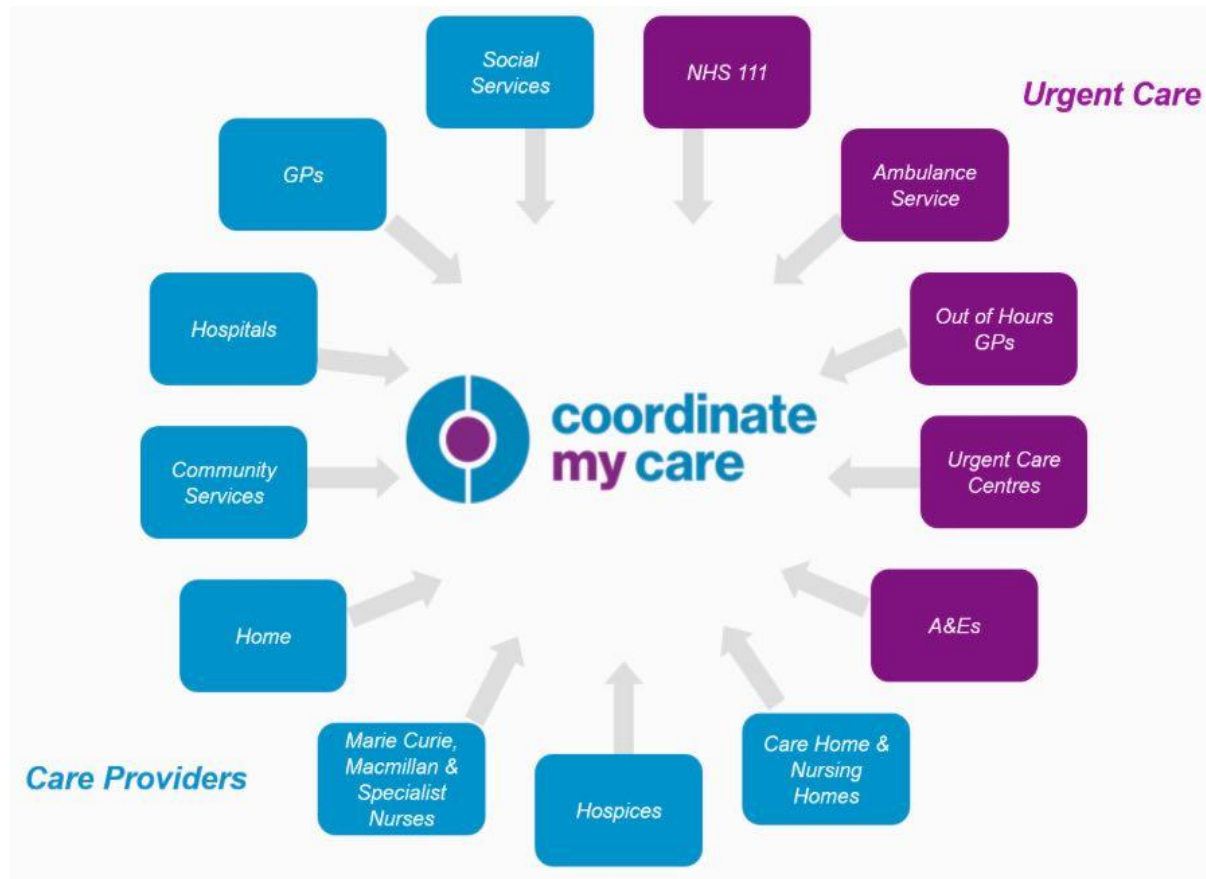 Social
Services
NHS 111
Urgent Care
GPs
Ambulance
Service
Hospitals
Out of Hours
GPs
coordinate
my care
Community
Services
Urgent Care
Centres
Home
A&Es
Care Providers
Marie Curie,
Macmillan &
Specialist
Nurses
Hospices
Care Home &
Nursing
Homes